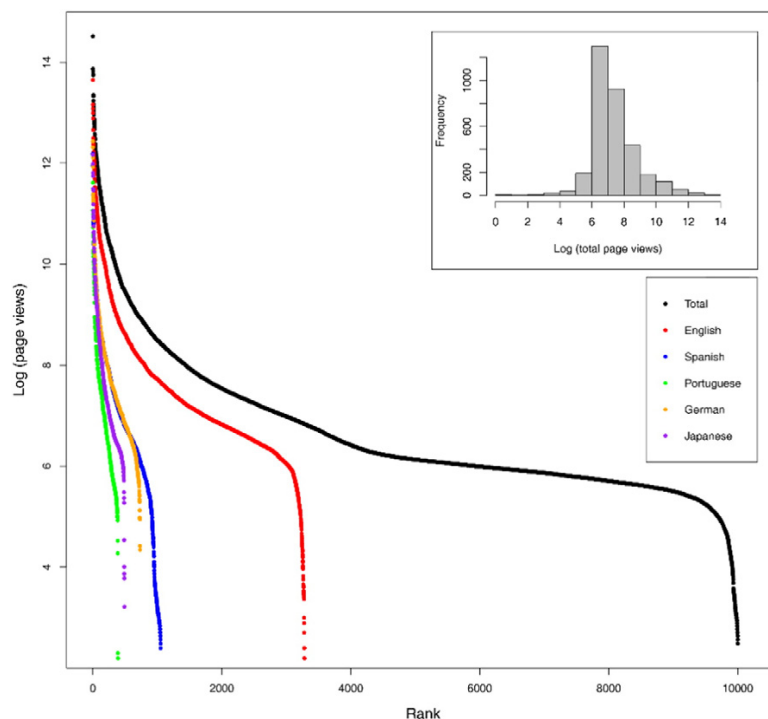 14
12
10
8
6
4
Log (page views)
0 2000 4000 6000 8000 10000
Rank
1000
600
200
0
Frequency
0 2 4 6 8 10 12 14
Log (total page views)
Total
English
Spanish
Portuguese
German
Japanese